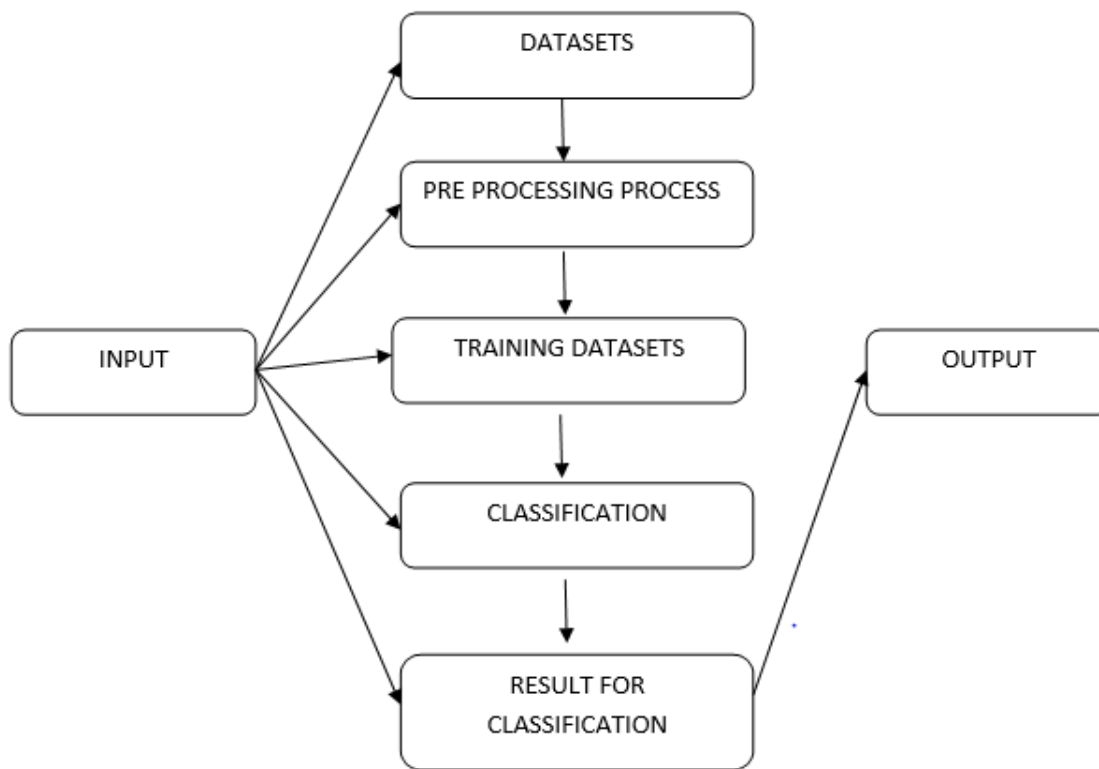 DATASETS
PRE PROCESSING PROCESS
INPUT
TRAINING DATASETS
OUTPUT
CLASSIFICATION
RESULT FOR
CLASSIFICATION